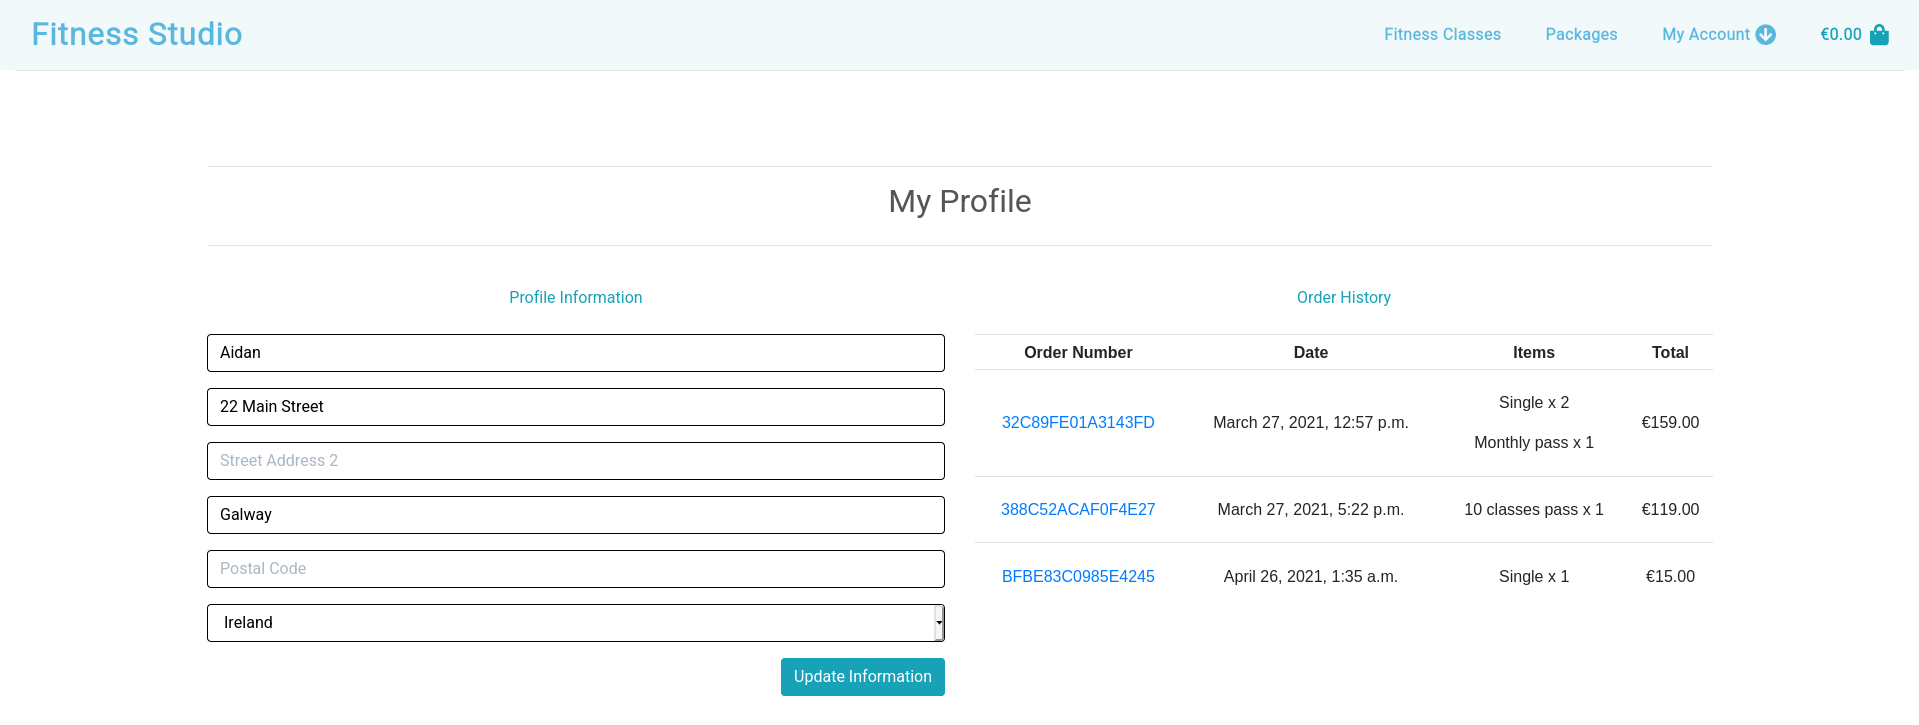 Fitness Studio
Fitness Classes Packages My Account €0.00
My Profile
Profile Information
Aidan
22 Main Street
Street Address 2
Galway
Postal Code
Ireland
Update Information
Order History
Order Number Date Items Total
32C89FE01A3143FD March 27, 2021, 12:57 p.m. Single x 2 €159.00
Monthly pass x 1
388C52ACAF0F4E27 March 27, 2021, 5:22 p.m. 10 classes pass x 1 €119.00
BFBE83C0985E4245 April 26, 2021, 1:35 a.m. Single x 1 €15.00